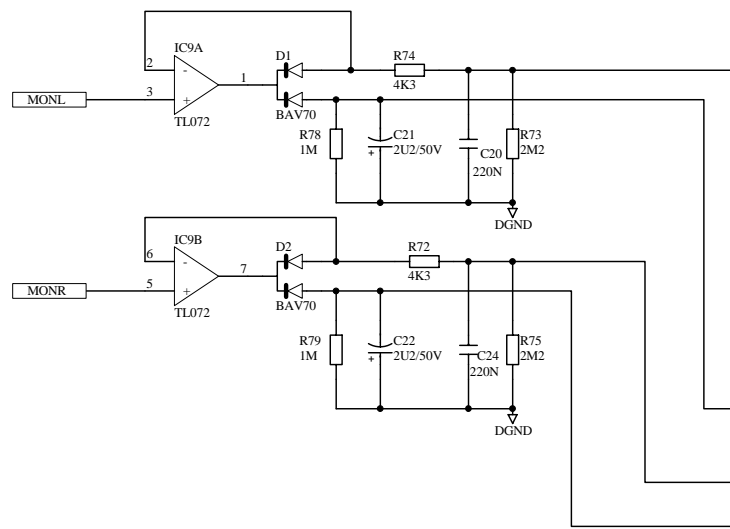 IC9A
D1
R74
2
-
1
4K3
MONL
3
+
TL072
BAV70
R78
1M
C21
2U2/50V
+
C20
220N
R73
2M2
DGND
IC9B
D2
R72
6
-
7
4K3
MONR
5
+
TL072
BAV70
R79
1M
C22
2U2/50V
+
C24
220N
R75
2M2
DGND